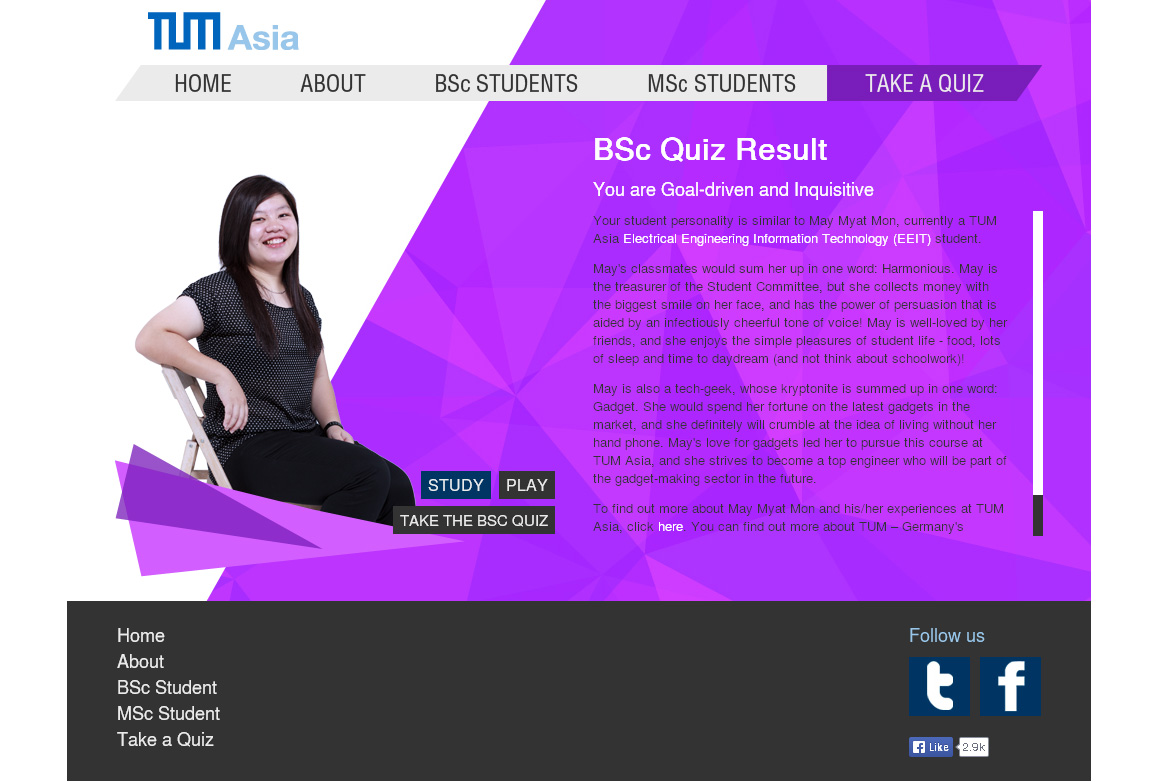 TUM Asia
HOME
ABOUT
BSc STUDENTS
MSc STUDENTS
TAKE A QUIZ
BSc Quiz Result
You are Goal-driven and Inquisitive
Your student personality is similar to May Myat Mon, currently a TUM
Asia Electrical Engineering Information Technology (EEIT) student.
May's classmates would sum her up in one word: Harmonious. May is
the treasurer of the Student Committee, but she collects money with
the biggest smile on her face, and has the power of persuasion that is
aided by an infectiously cheerful tone of voice! May is well-loved by her
friends, and she enjoys the simple pleasures of student life - food, lots
of sleep and time to daydream (and not think about schoolwork)!
May is also a tech-geek, whose kryptonite is summed up in one word:
Gadget. She would spend her fortune on the latest gadgets in the
market, and she definitely will crumble at the idea of living without her
hand phone. May's love for gadgets led her to pursue this course at
TUM Asia, and she strives to become a top engineer who will be part of
the gadget-making sector in the future.
To find out more about May Myat Mon and his/her experiences at TUM
Asia, click here. You can find out more about TUM – Germany's
STUDY
PLAY
TAKE THE BSC QUIZ
Home
About
BSc Student
MSc Student
Take a Quiz
Follow us
t
f
f Like
2.9k